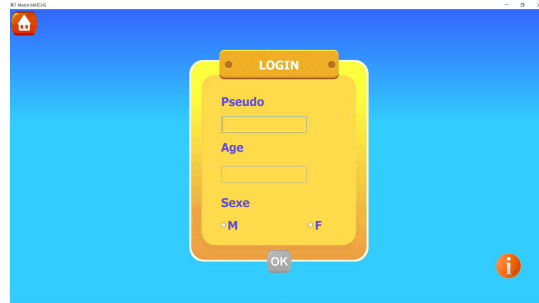 Match MATCHS
LOGIN
Pseudo
Age
Sexe
M F
OK
i